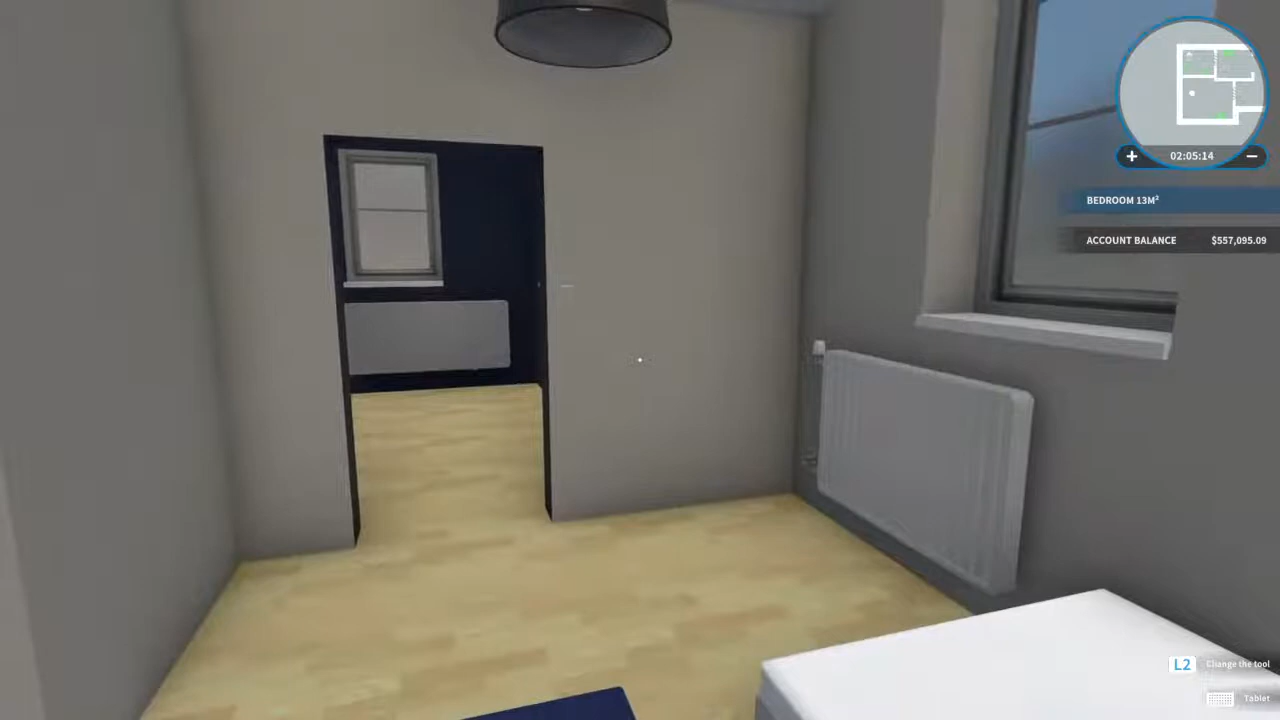 02:05:14
BEDROOM 13M²
ACCOUNT BALANCE $557,095.09
L2 Change the tool
Tablet